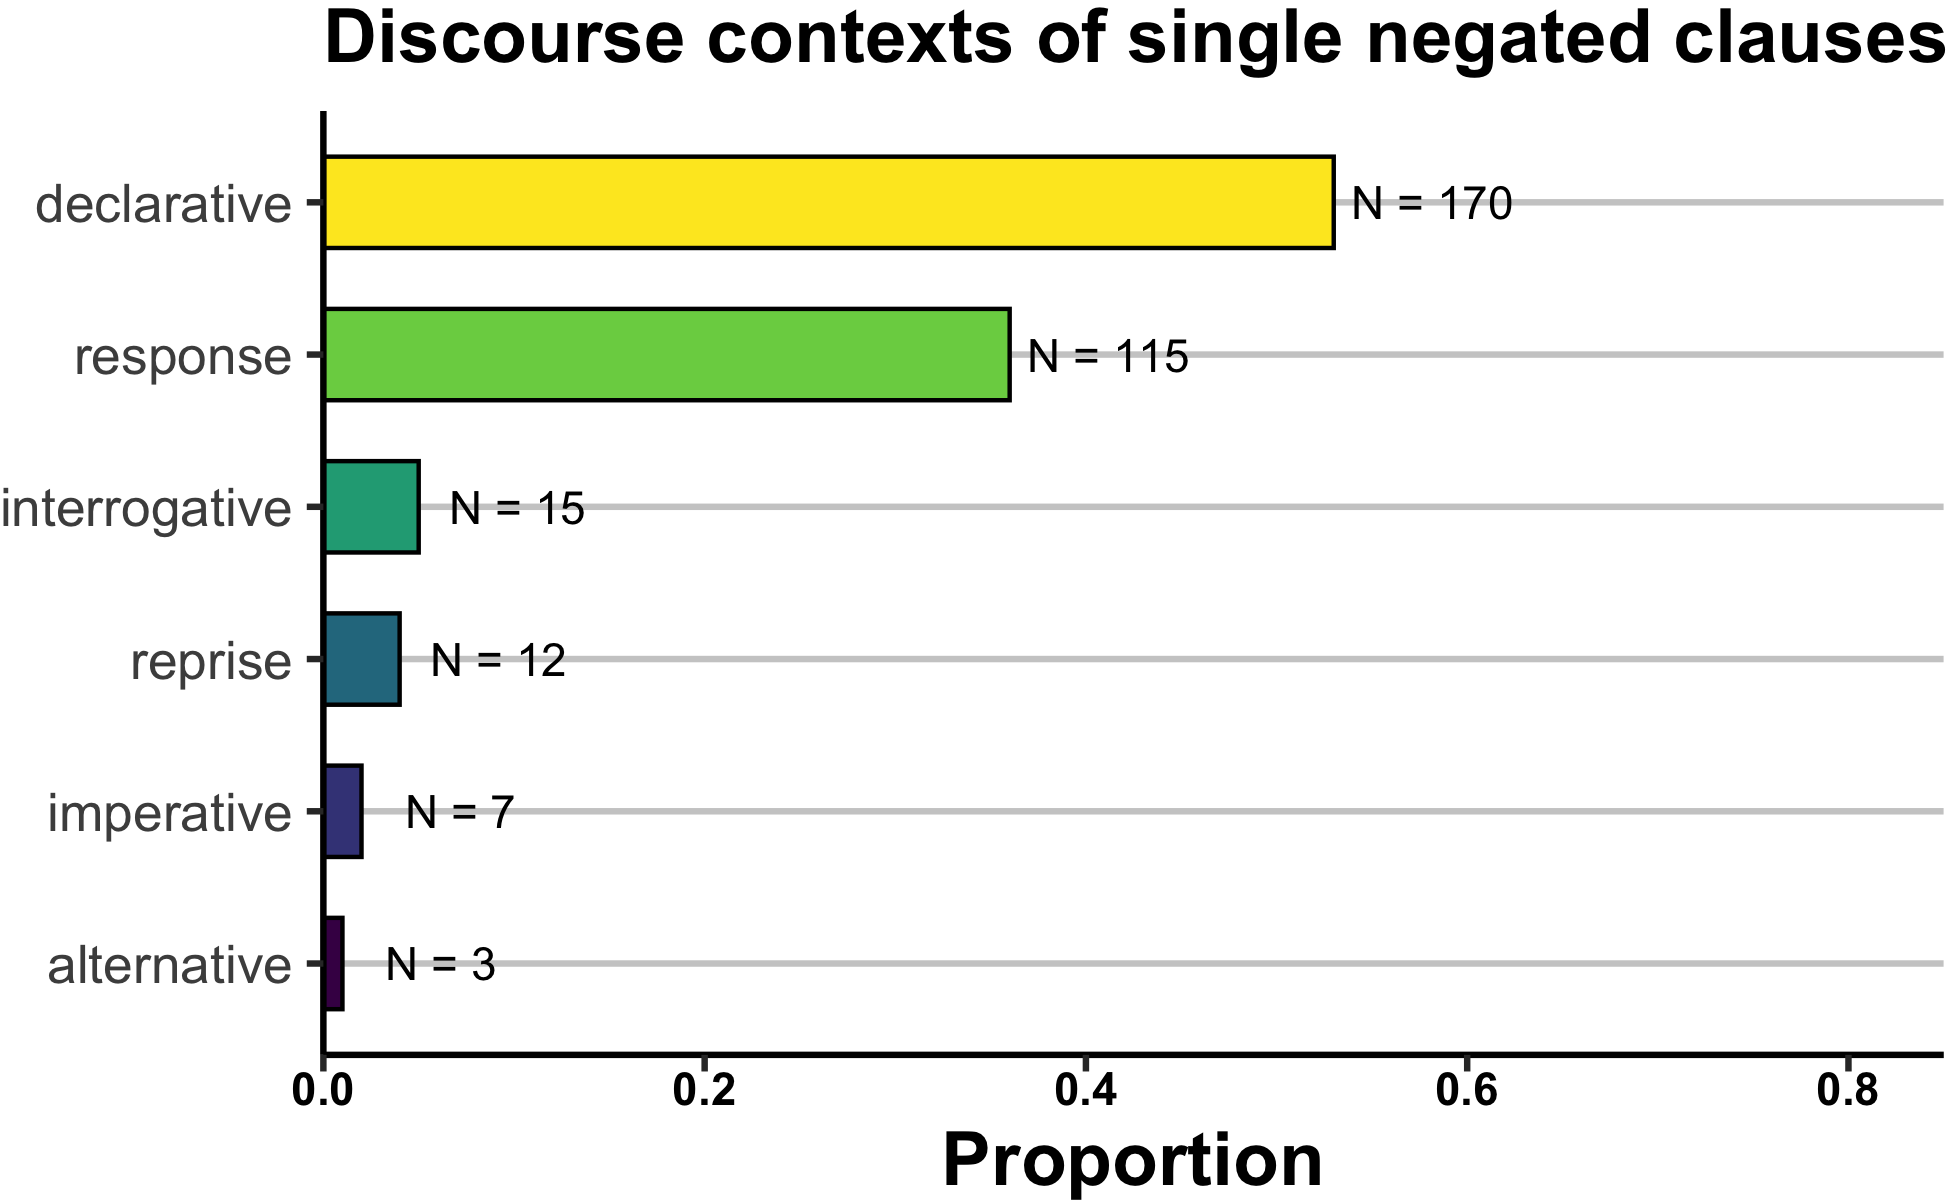 Discourse contexts of single negated clauses
declarative
N = 170
response
N = 115
interrogative
N = 15
reprise
N = 12
imperative
N = 7
alternative
N = 3
0.0 0.2 0.4 0.6 0.8
Proportion